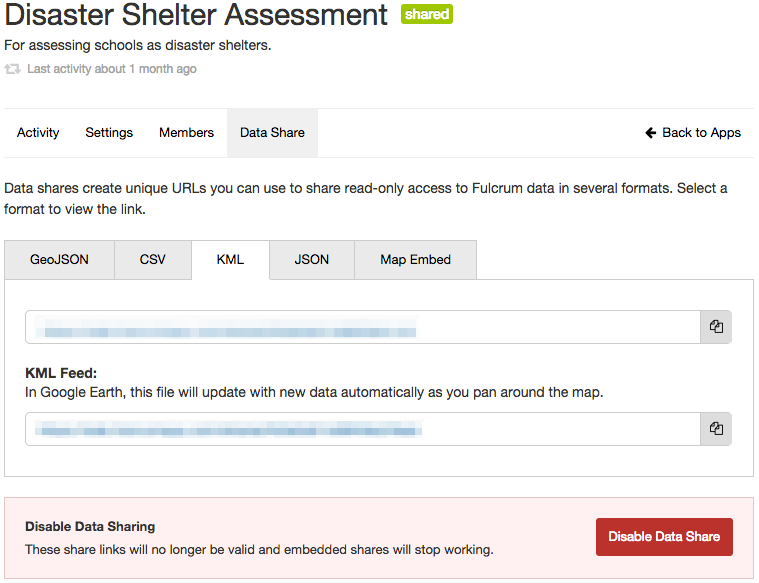 Disaster Shelter Assessment shared
For assessing schools as disaster shelters.
Last activity about 1 month ago
Activity Settings Members Data Share Back to Apps
Data shares create unique URLs you can use to share read-only access to Fulcrum data in several formats. Select a
format to view the link.
GeoJSON CSV KML JSON Map Embed
KML Feed:
In Google Earth, this file will update with new data automatically as you pan around the map.
Disable Data Sharing
These share links will no longer be valid and embedded shares will stop working.
Disable Data Share